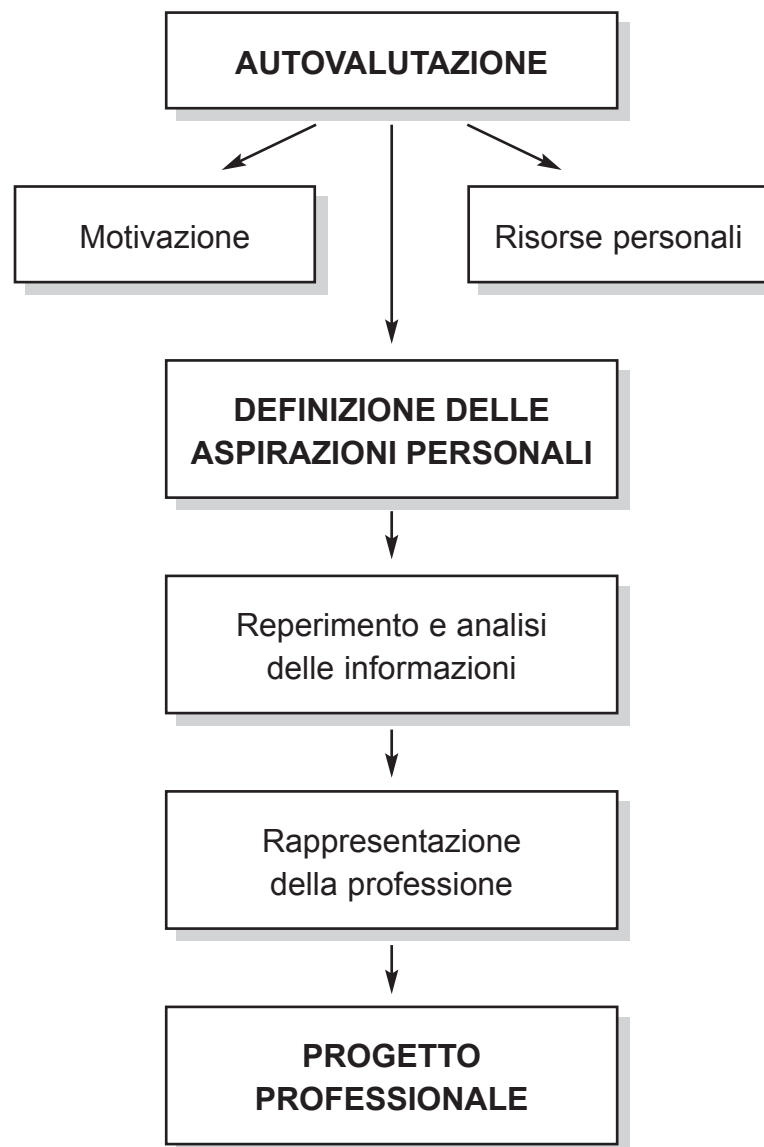 AUTOVALUTAZIONE
Motivazione
Risorse personali
DEFINIZIONE DELLE
ASPIRAZIONI PERSONALI
Reperimento e analisi
delle informazioni
Rappresentazione
della professione
PROGETTO
PROFESSIONALE